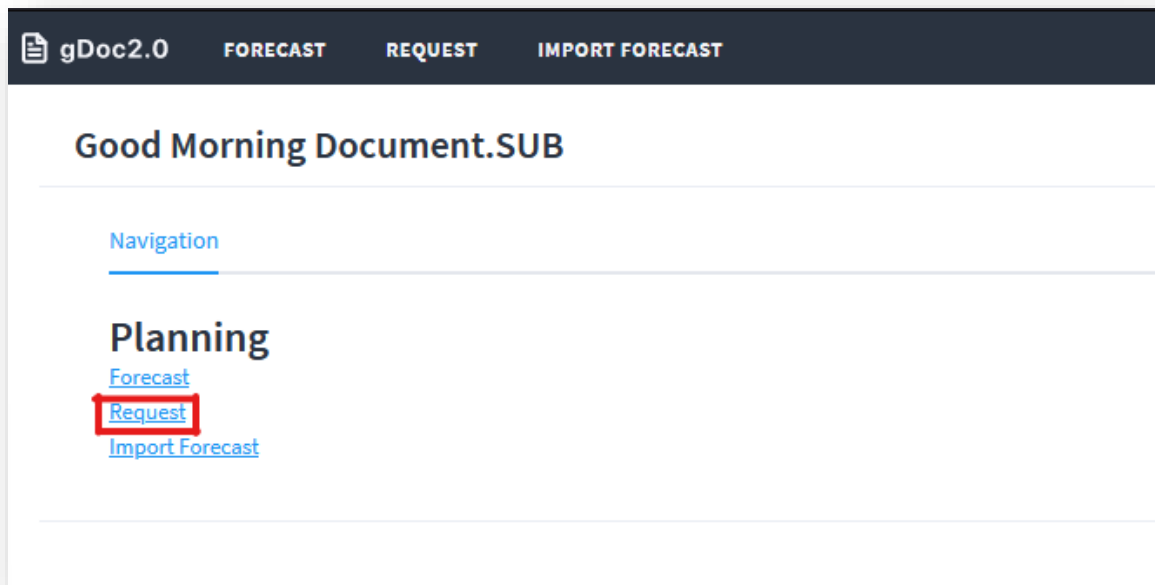 gDoc2.0 FORECAST REQUEST IMPORT FORECAST
Good Morning Document.SUB
Navigation
Planning
Forecast
Request
Import Forecast